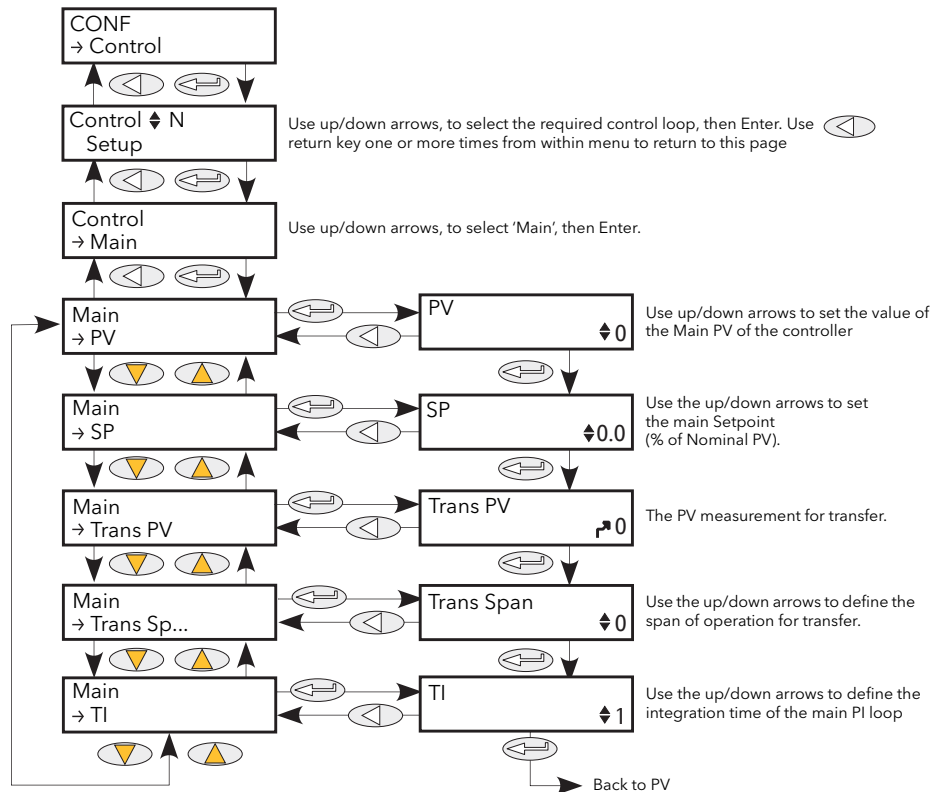 CONF
→ Control
Control ♦ N
Setup
Use up/down arrows, to select the required control loop, then Enter. Use
return key one or more times from within menu to return to this page
Control
→ Main
Use up/down arrows, to select ‘Main’, then Enter.
Main
→ PV
PV
♦0
Use up/down arrows to set the value of
the Main PV of the controller
Main
→ SP
SP
♦0.0
Use the up/down arrows to set
the main Setpoint
(% of Nominal PV).
Main
→ Trans PV
Trans PV
0
The PV measurement for transfer.
Main
→ Trans Sp...
Trans Span
♦0
Use the up/down arrows to define the
span of operation for transfer.
Main
→ TI
TI
♦1
Use the up/down arrows to define the
integration time of the main PI loop
Back to PV